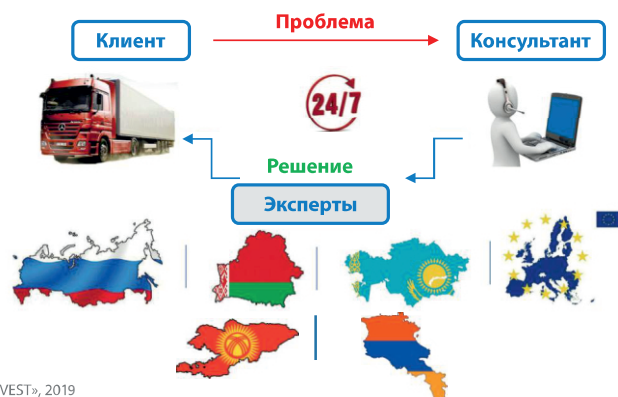 Проблема
Клиент
Консультант
24/7
Решение
Эксперты
VEST», 2019